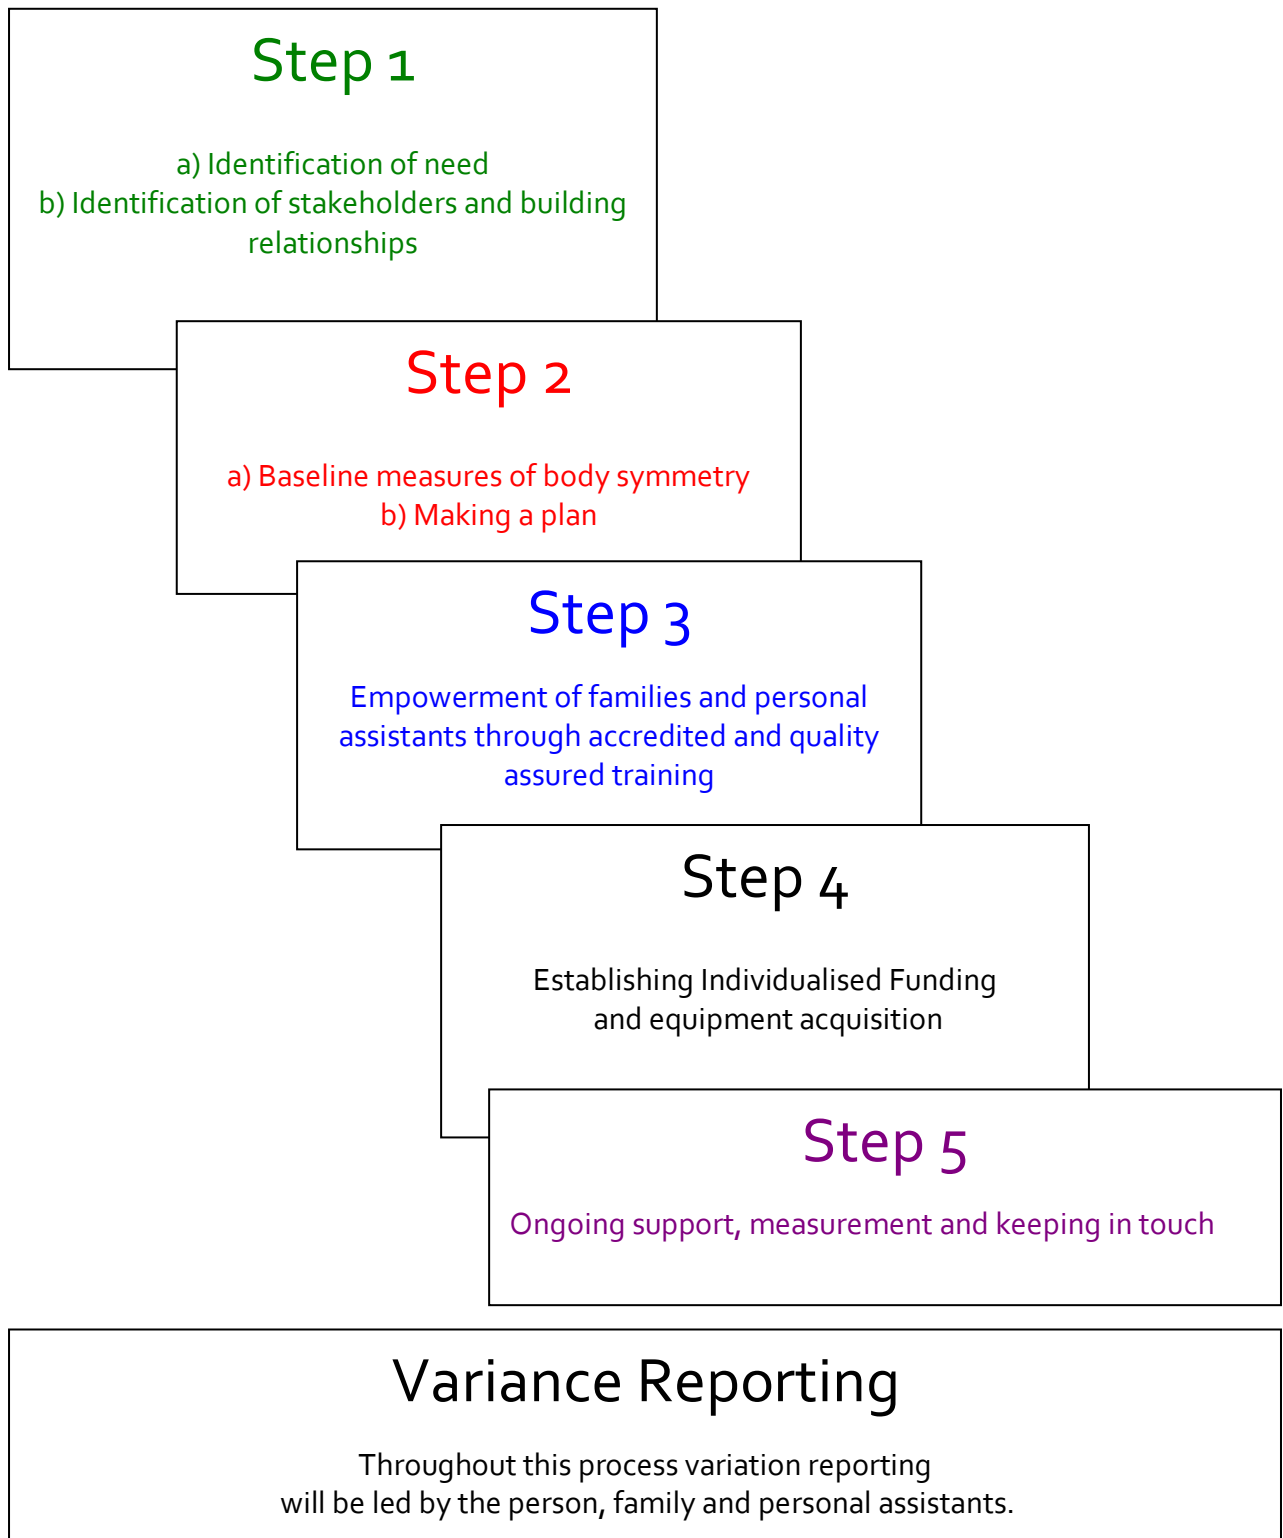 Step 1
a) Identification of need
b) Identification of stakeholders and building
relationships
Step 2
a) Baseline measures of body symmetry
b) Making a plan
Step 3
Empowerment of families and personal
assistants through accredited and quality
assured training
Step 4
Establishing Individualised Funding
and equipment acquisition
Step 5
Ongoing support, measurement and keeping in touch
Variance Reporting
Throughout this process variation reporting
will be led by the person, family and personal assistants.